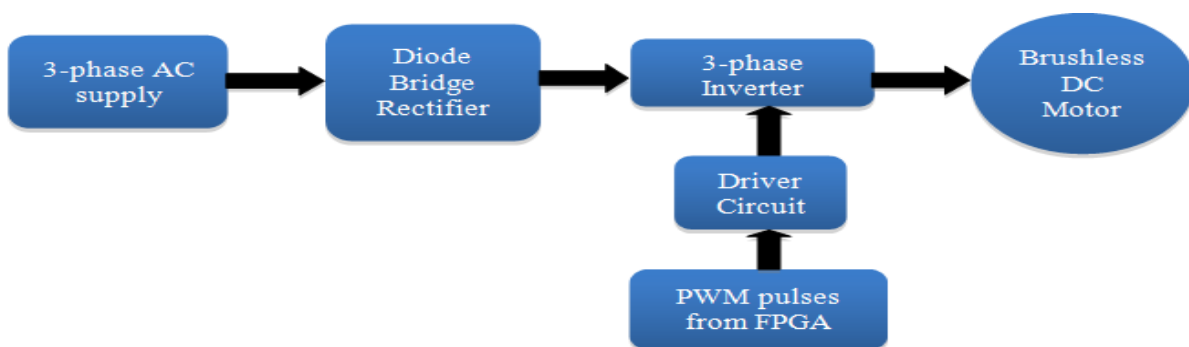 3-phase AC
supply
Diode
Bridge
Rectifier
3-phase
Inverter
Brushless
DC
Motor
Driver
Circuit
PWM pulses
from FPGA